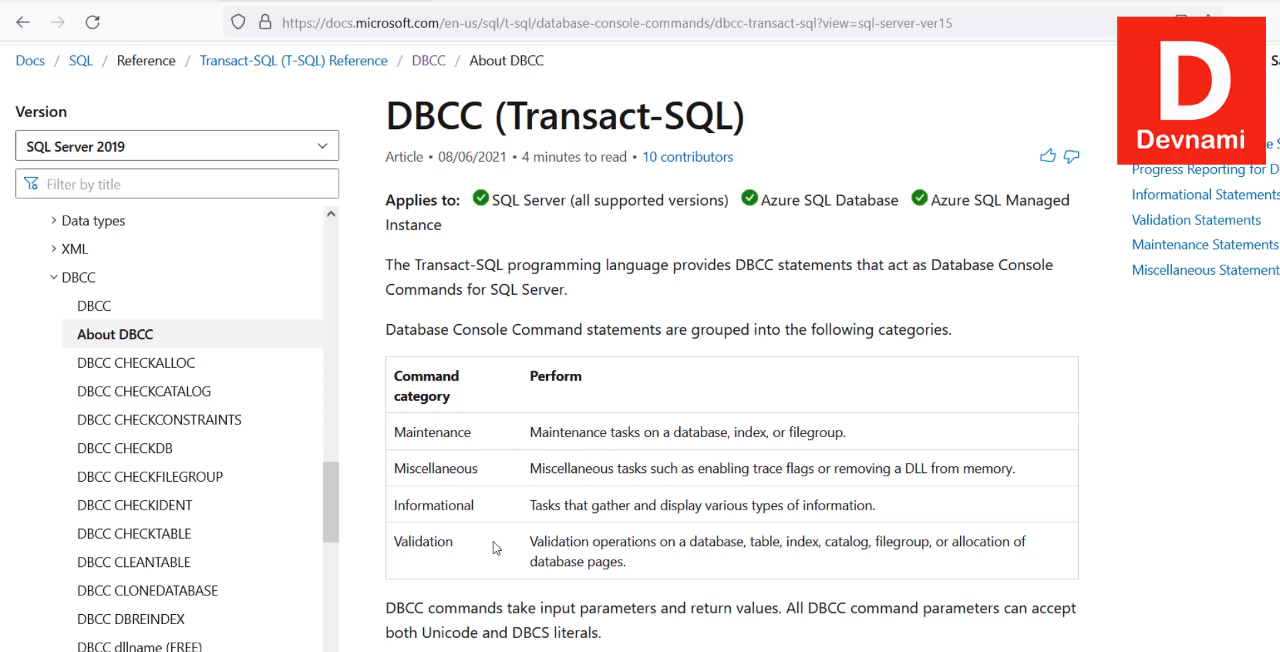 https://docs.microsoft.com/en-us/sql/t-sql/database-console-commands/dbcc-transact-sql?view=sql-server-ver15
Docs / SQL / Reference / Transact-SQL (T-SQL) Reference / DBCC / About DBCC
Version
SQL Server 2019
Filter by title
Data types
XML
DBCC
DBCC
About DBCC
DBCC CHECKALLOC
DBCC CHECKCATALOG
DBCC CHECKCONSTRAINTS
DBCC CHECKDB
DBCC CHECKFILEGROUP
DBCC CHECKIDENT
DBCC CHECKTABLE
DBCC CLEANTABLE
DBCC CLONEDATABASE
DBCC DBREINDEX
DBCC dllname (FREE)
DBCC (Transact-SQL)
Article • 08/06/2021 • 4 minutes to read • 10 contributors
Applies to: SQL Server (all supported versions) Azure SQL Database Azure SQL Managed
Instance
The Transact-SQL programming language provides DBCC statements that act as Database Console
Commands for SQL Server.
Database Console Command statements are grouped into the following categories.
Command category Perform
Maintenance Maintenance tasks on a database, index, or filegroup.
Miscellaneous Miscellaneous tasks such as enabling trace flags or removing a DLL from memory.
Informational Tasks that gather and display various types of information.
Validation Validation operations on a database, table, index, catalog, filegroup, or allocation of
database pages.
DBCC commands take input parameters and return values. All DBCC command parameters can accept
both Unicode and DBCS literals.
D
Devnami
Progress Reporting for D
Informational Statements
Validation Statements
Maintenance Statements
Miscellaneous Statement